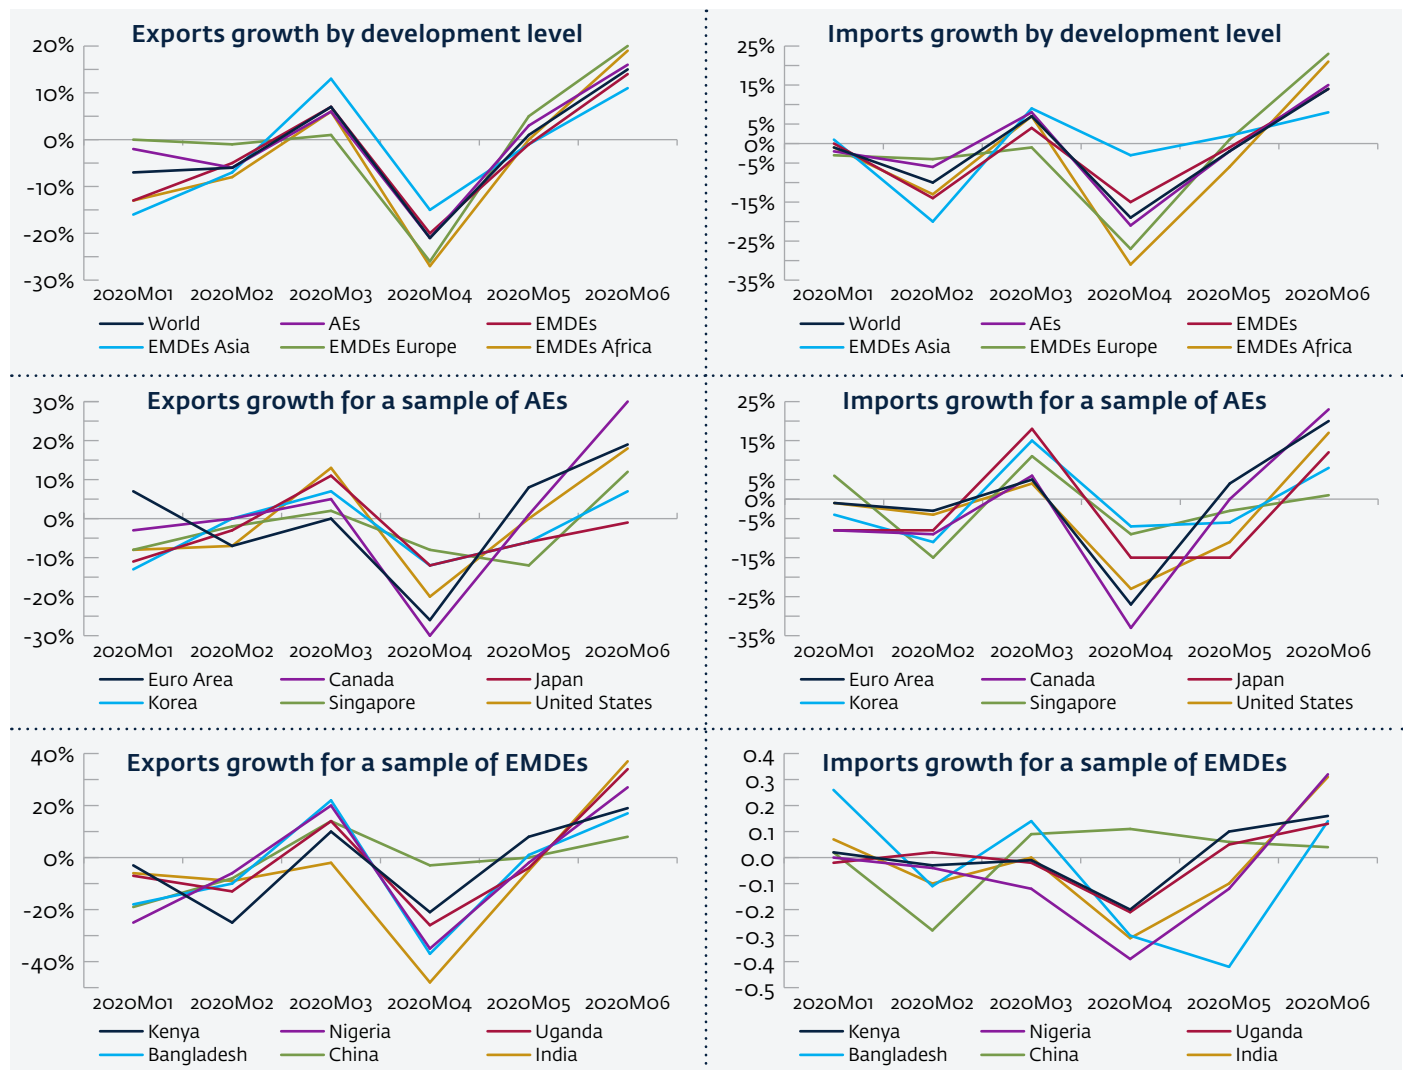 Exports growth by development level
20%
10%
0%
-10%
-20%
-30%
2020M01 2020M02 2020M03 2020M04 2020M05 2020M06
World AEs EMDEs
EMDEs Asia EMDEs Europe EMDEs Africa
Imports growth by development level
25%
15%
5%
0%
-5%
-15%
-25%
-35%
2020M01 2020M02 2020M03 2020M04 2020M05 2020M06
World AEs EMDEs
EMDEs Asia EMDEs Europe EMDEs Africa
Exports growth for a sample of AEs
30%
20%
10%
0%
-10%
-20%
-30%
2020M01 2020M02 2020M03 2020M04 2020M05 2020M06
Euro Area Canada Japan
Korea Singapore United States
Imports growth for a sample of AEs
25%
15%
5%
0%
-5%
-15%
-25%
-35%
2020M01 2020M02 2020M03 2020M04 2020M05 2020M06
Euro Area Canada Japan
Korea Singapore United States
Exports growth for a sample of EMDEs
40%
20%
0%
-20%
-40%
2020M01 2020M02 2020M03 2020M04 2020M05 2020M06
Kenya Nigeria Uganda
Bangladesh China India
Imports growth for a sample of EMDEs
0.4
0.3
0.2
0.1
0.0
-0.1
-0.2
-0.3
-0.4
-0.5
2020M01 2020M02 2020M03 2020M04 2020M05 2020M06
Kenya Nigeria Uganda
Bangladesh China India